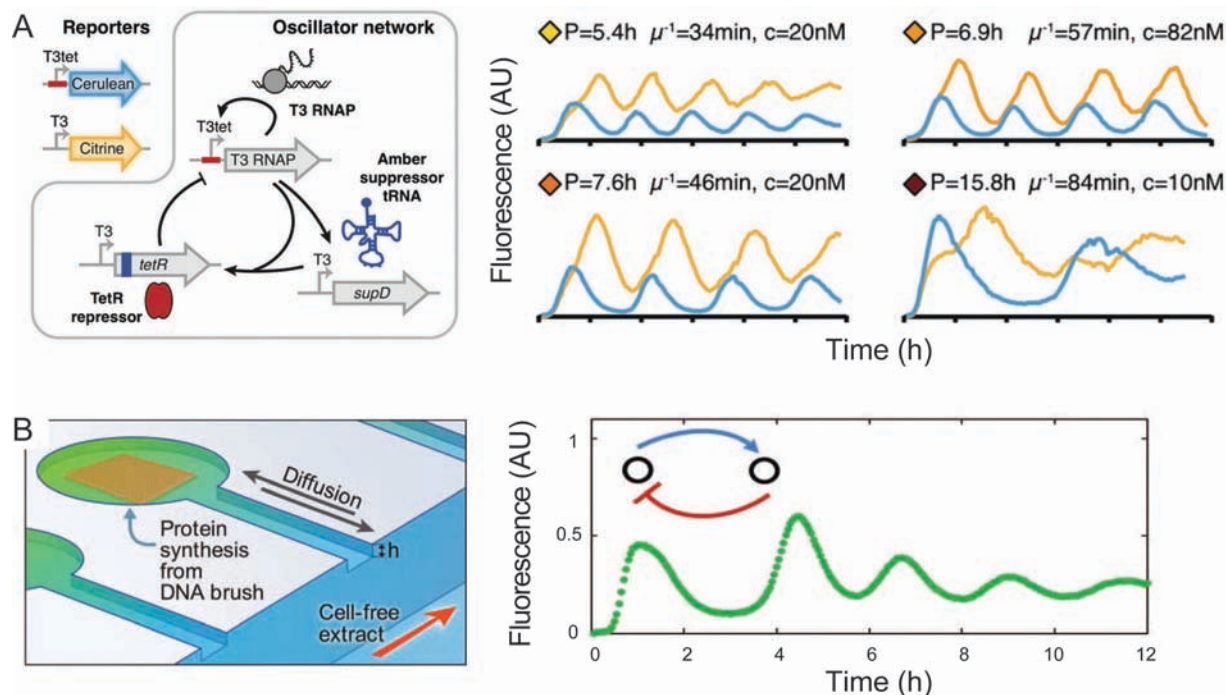 A
Reporters
T3tet
Cerulean
T3
Citrine
Oscillator network
T3 RNAP
T3tet
T3 RNAP
Amber
suppressor
tRNA
T3
tetR
TetR
repressor
T3
supD
Fluorescence (AU)
P=5.4h µ⁻¹=34min, c=20nM
P=6.9h µ⁻¹=57min, c=82nM
P=7.6h µ⁻¹=46min, c=20nM
P=15.8h µ⁻¹=84min, c=10nM
Time (h)
B
Diffusion
h
Protein
synthesis
from
DNA brush
Cell-free
extract
Fluorescence (AU)
1
0.5
0
0 2 4 6 8 10 12
Time (h)